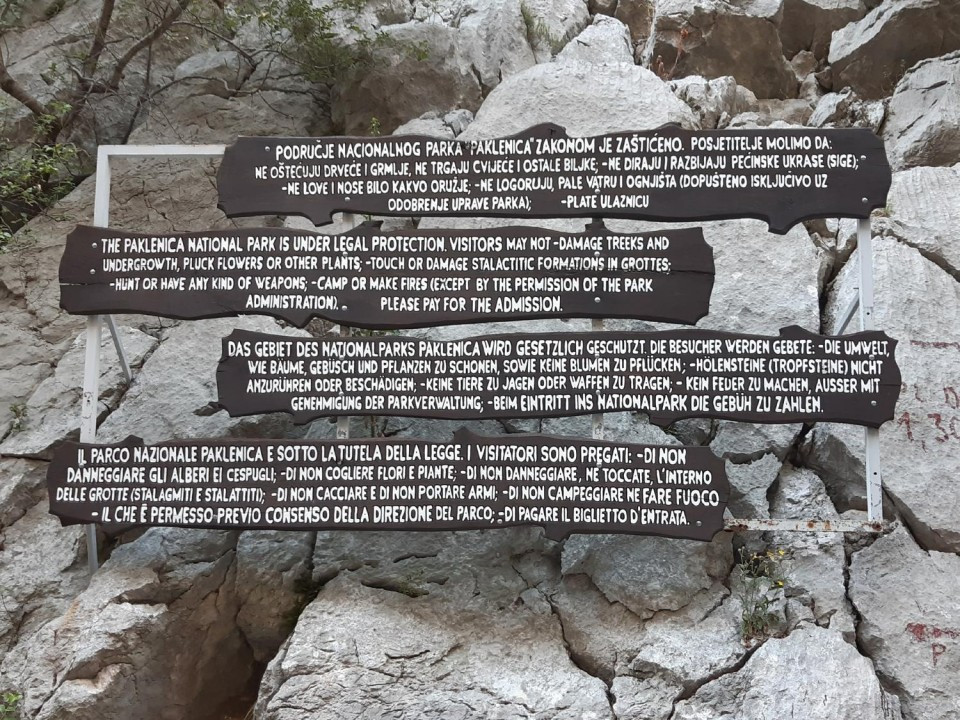 PODRUČJE NACIONALNOG PARKA "PAKLENICA" ZAKONOM JE ZAŠTIĆENO. POSJETITELJE MOLIMO DA:
NE OŠTEĆUJU DRVEĆE I GRMLJE, NE TRGAJU CVIJEĆE I OSTALE BILJKE; -NE DIRAJU I RAZBIJAJU PEĆINSKE UKRASE (SIGE);
-NE LOVE I NOSE BILO KAKVO ORUŽJE; -NE LOGORUJU, PALE VATRU I OGNJIŠTA (DOPUŠTENO ISKLJUČIVO UZ
ODOBRENJE UPRAVE PARKA); -PLATE ULAZNICU
THE PAKLENICA NATIONAL PARK IS UNDER LEGAL PROTECTION. VISITORS MAY NOT -DAMAGE TREEKS AND
UNDERGROWTH, PLUCK FLOWERS OR OTHER PLANTS; -TOUCH OR DAMAGE STALACTITIC FORMATIONS IN GROTTES;
-HUNT OR HAVE ANY KIND OF WEAPONS; -CAMP OR MAKE FIRES (EXCEPT BY THE PERMISSION OF THE PARK
ADMINISTRATION). PLEASE PAY FOR THE ADMISSION.
DAS GEBIET DES NATIONALPARKS PAKLENICA WIRD GESETZLICH GESCHUTZT. DIE BESUCHER WERDEN GEBETE: -DIE UMWELT,
WIE BÄUME, GEBÜSCH UND PFLANZEN ZU SCHONEN, SOWIE KEINE BLUMEN ZU PFLÜCKEN; -HÖLENSTEINE (TROPFSTEINE) NICHT
ANZURÜHREN ODER BESCHÄDIGEN; -KEINE TIERE ZU JAGEN ODER WAFFEN ZU TRAGEN; - KEIN FEUER ZU MACHEN, AUSSER MIT
GENEHMIGUNG DER PARKVERWALTUNG; -BEIM EINTRITT INS NATIONALPARK DIE GEBÜH ZU ZAHLEN.
IL PARCO NAZIONALE PAKLENICA E SOTTO LA TUTELA DELLA LEGGE. I VISITATORI SONO PREGATI: -DI NON
DANNEGGIARE GLI ALBERI EI CESPUGLI; -DI NON COGLIERE FLORI E PIANTE; -DI NON DANNEGGIARE, NE TOCCATE, L'INTERNO
DELLE GROTTE (STALAGMITI E STALATTITI); -DI NON CACCIARE E DI NON PORTARE ARMI; -DI NON CAMPEGGIARE NE FARE FUOCO
- IL CHE È PERMESSO PREVIO CONSENSO DELLA DIREZIONE DEL PARCO; -DI PAGARE IL BIGLIETTO D'ENTRATA.